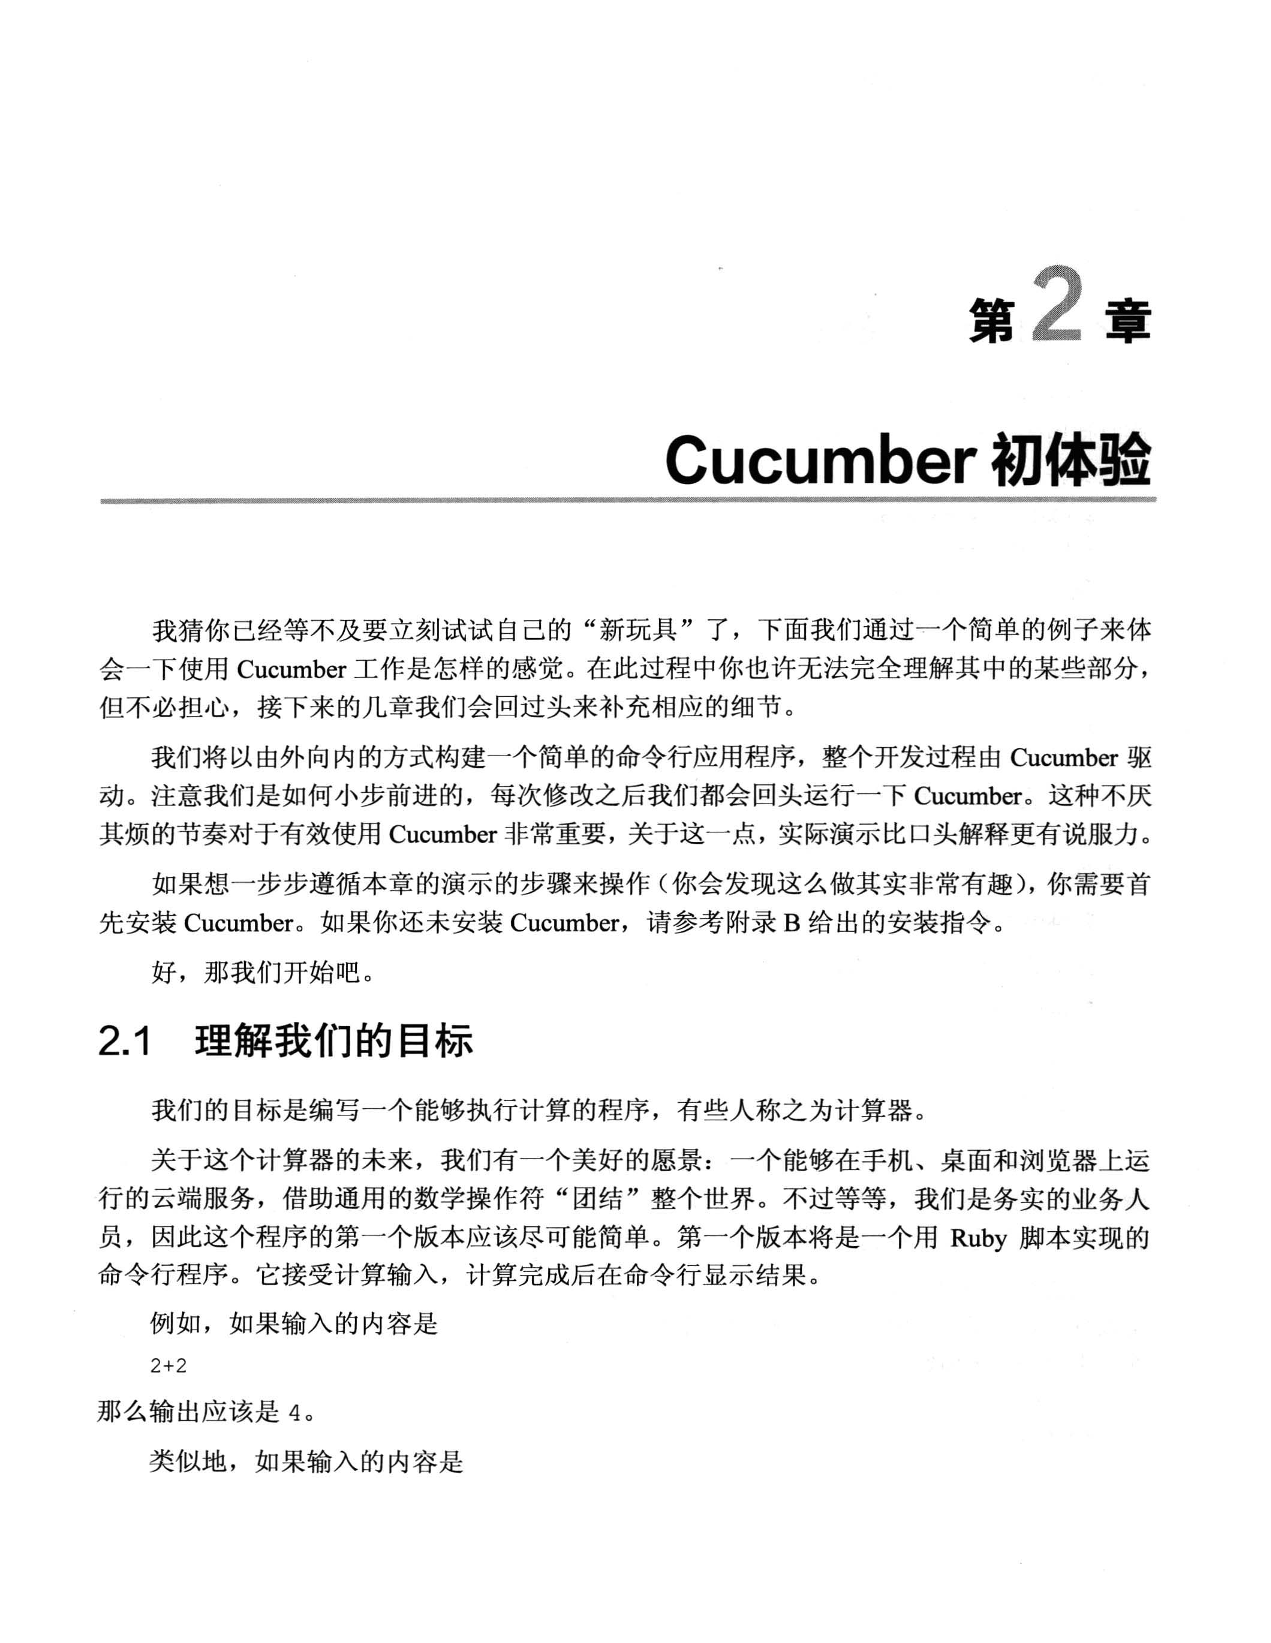 第2章
Cucumber 初体验
我猜你已经等不及要立刻试试自己的“新玩具”了，下面我们通过一个简单的例子来体
会一下使用 Cucumber 工作是怎样的感觉。在此过程中你也许无法完全理解其中的某些部分，
但不必担心，接下来的几章我们会回过头来补充相应的细节。
我们将以由外向内的方式构建一个简单的命令行应用程序，整个开发过程由 Cucumber 驱
动。注意我们是如何小步前进的，每次修改之后我们都会回头运行一下 Cucumber。这种不厌
其烦的节奏对于有效使用 Cucumber 非常重要，关于这一点，实际演示比口头解释更有说服力。
如果想一步步遵循本章的演示的步骤来操作（你会发现这么做其实非常有趣），你需要首
先安装 Cucumber。如果你还未安装 Cucumber，请参考附录 B 给出的安装指令。
好，那我们开始吧。
2.1 理解我们的目标
我们的目标是编写一个能够执行计算的程序，有些人称之为计算器。
关于这个计算器的未来，我们有一个美好的愿景：一个能够在手机、桌面和浏览器上运
行的云端服务，借助通用的数学操作符“团结”整个世界。不过等等，我们是务实的业务人
员，因此这个程序的第一个版本应该尽可能简单。第一个版本将是一个用 Ruby 脚本实现的
命令行程序。它接受计算输入，计算完成后在命令行显示结果。
例如，如果输入的内容是
2+2
那么输出应该是 4。
类似地，如果输入的内容是